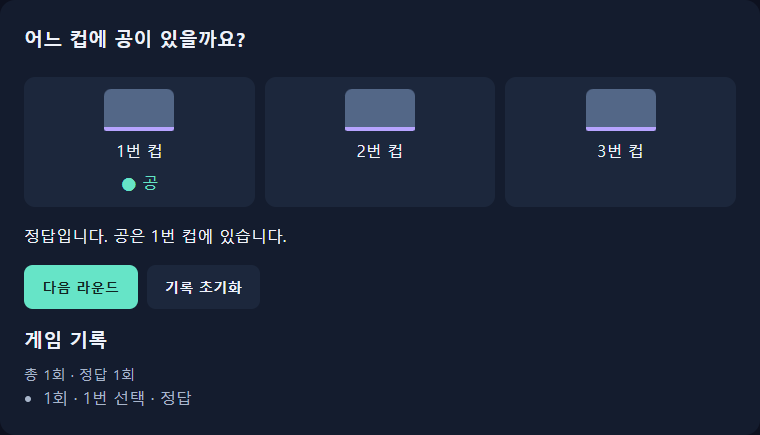 어느 컵에 공이 있을까요?
1번 컵
2번 컵
3번 컵
공
정답입니다. 공은 1번 컵에 있습니다.
다음 라운드
기록 초기화
게임 기록
총 1회 · 정답 1회
1회 · 1번 선택 · 정답